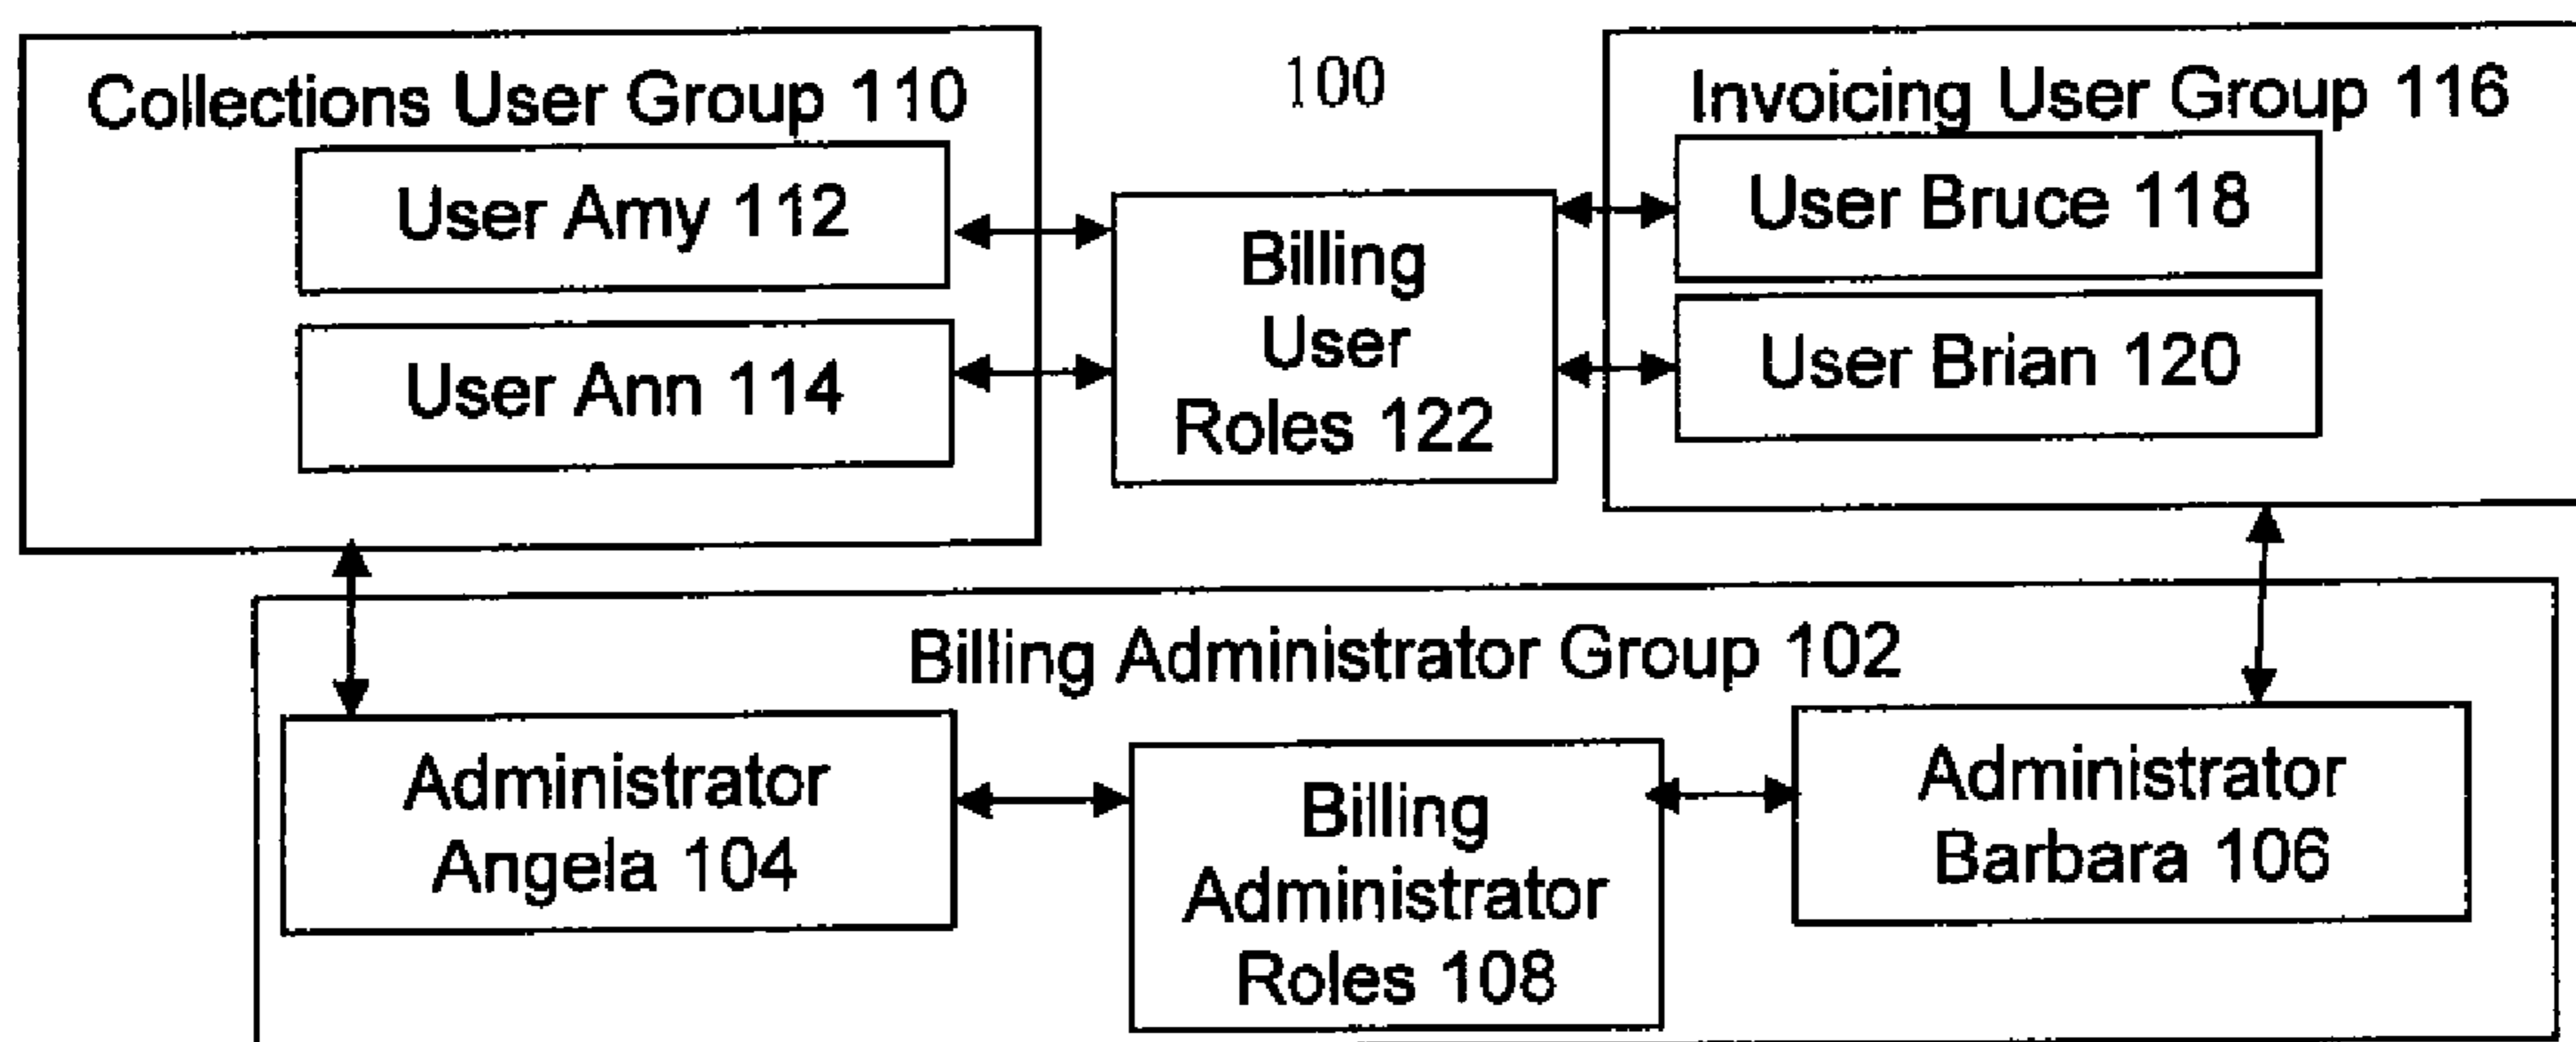 Collections User Group 110
User Amy 112
User Ann 114
100
Billing
User
Roles 122
Invoicing User Group 116
User Bruce 118
User Brian 120
Billing Administrator Group 102
Administrator
Angela 104
Billing
Administrator
Roles 108
Administrator
Barbara 106